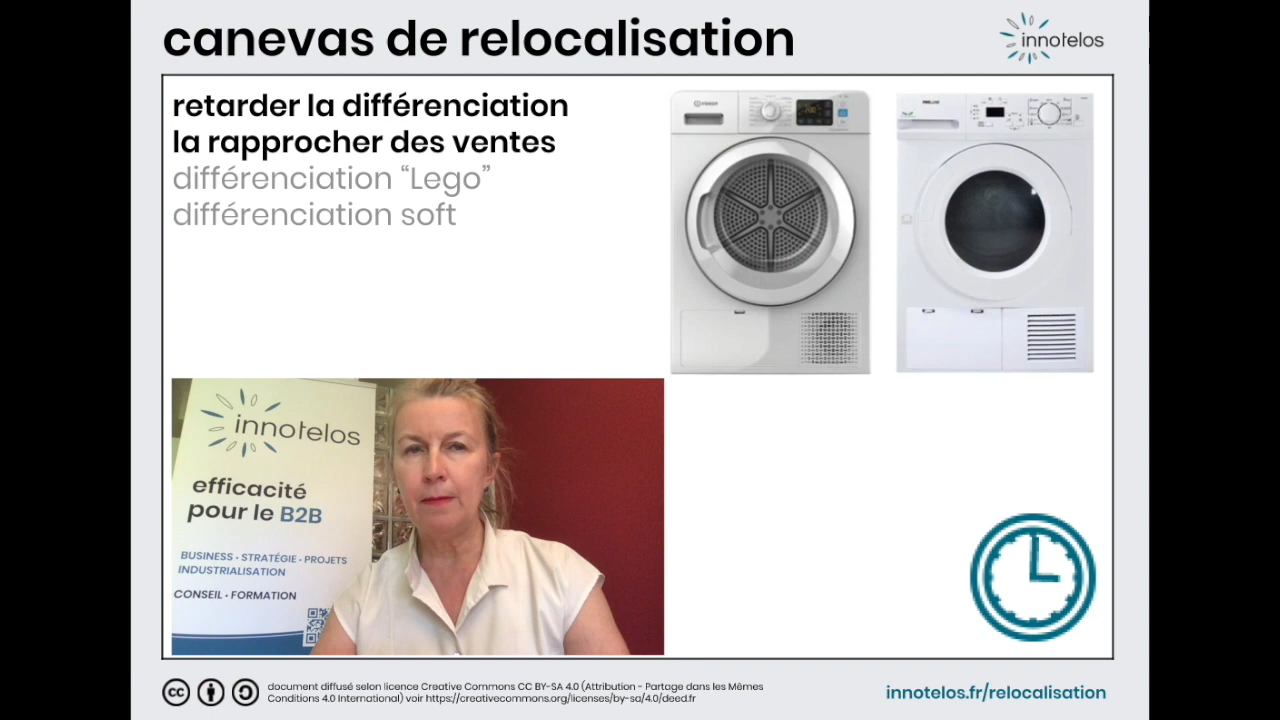 canevas de relocalisation
innotelos
retarder la différenciation
la rapprocher des ventes
différenciation “Lego”
différenciation soft
INDESIT
PROLINE
innotelos
efficacité
pour le B2B
BUSINESS • STRATÉGIE • PROJETS
INDUSTRIALISATION
CONSEIL • FORMATION
cc
document diffusé selon licence Creative Commons CC BY-SA 4.0 (Attribution - Partage dans les Mêmes
Conditions 4.0 International) voir https://creativecommons.org/licenses/by-sa/4.0/deed.fr
innotelos.fr/relocalisation